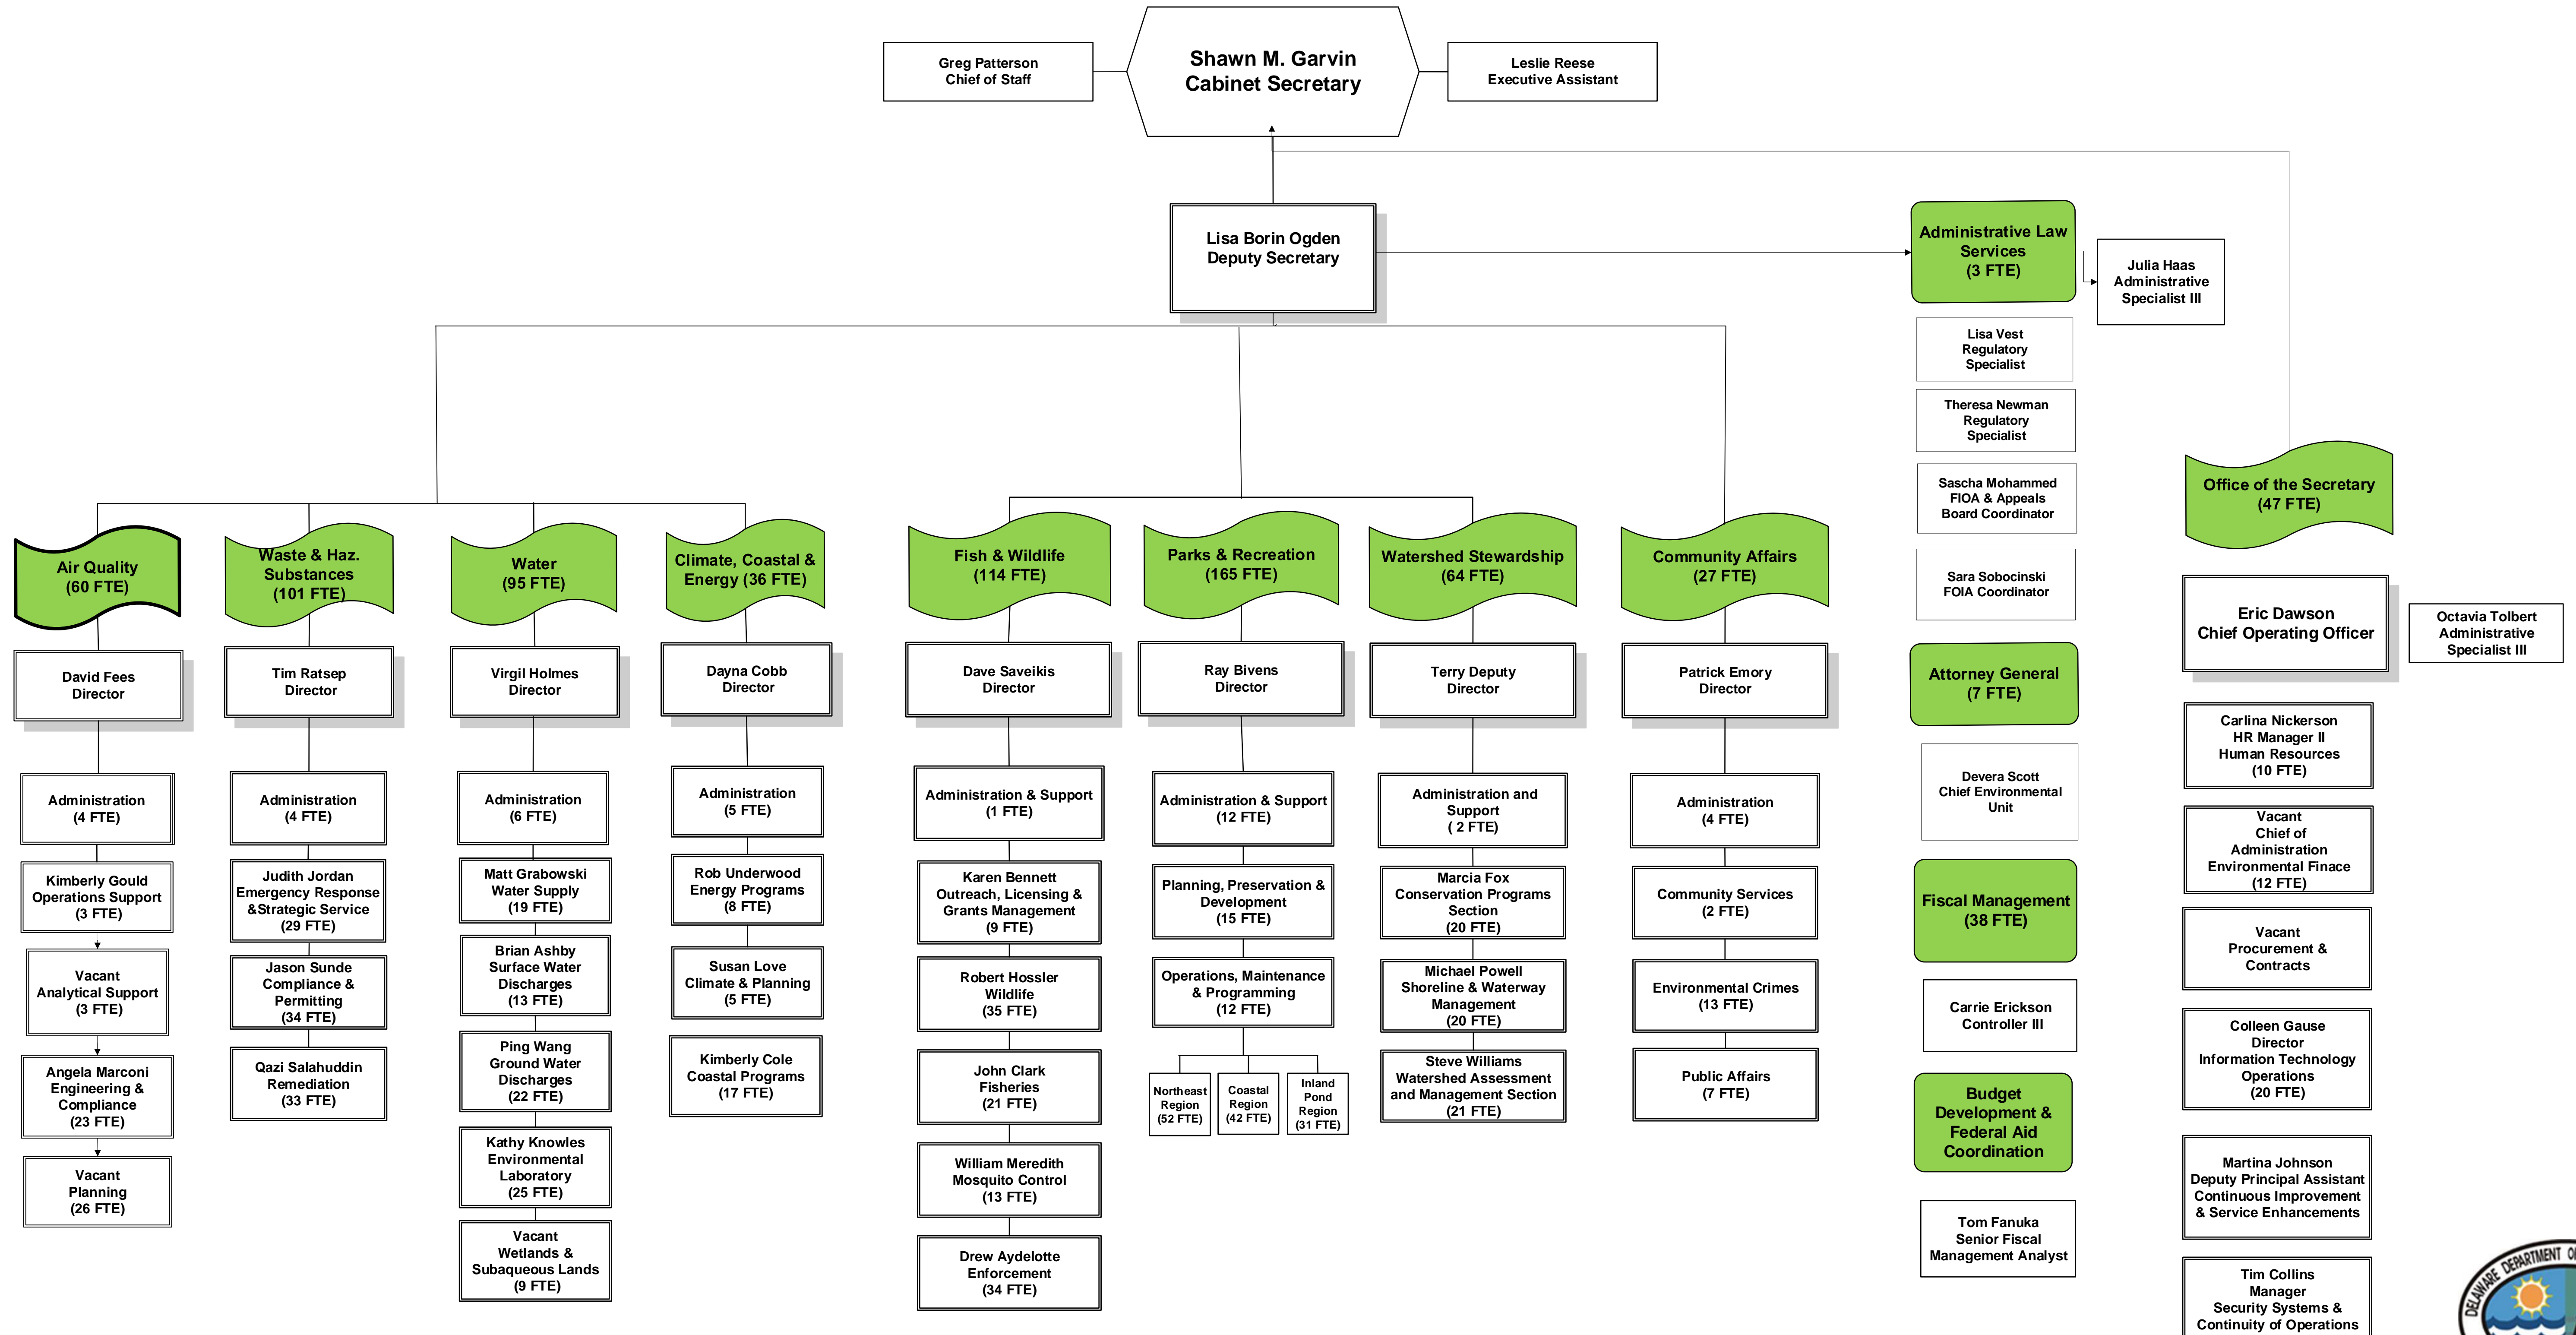 Greg Patterson
Chief of Staff
Shawn M. Garvin
Cabinet Secretary
Leslie Reese
Executive Assistant
Lisa Borin Ogden
Deputy Secretary
Air Quality
(60 FTE)
David Fees
Director
Administration
(4 FTE)
Kimberly Gould
Operations Support
(3 FTE)
Vacant
Analytical Support
(3 FTE)
Angela Marconi
Engineering &
Compliance
(23 FTE)
Vacant
Planning
(26 FTE)
Waste & Haz.
Substances
(101 FTE)
Tim Ratsep
Director
Administration
(4 FTE)
Judith Jordan
Emergency Response
&Strategic Service
(29 FTE)
Jason Sunde
Compliance &
Permitting
(34 FTE)
Qazi Salahuddin
Remediation
(33 FTE)
Water
(95 FTE)
Virgil Holmes
Director
Administration
(6 FTE)
Matt Grabowski
Water Supply
(19 FTE)
Brian Ashby
Surface Water
Discharges
(13 FTE)
Ping Wang
Ground Water
Discharges
(22 FTE)
Kathy Knowles
Environmental
Laboratory
(25 FTE)
Vacant
Wetlands &
Subaqueous Lands
(9 FTE)
Climate, Coastal &
Energy (36 FTE)
Dayna Cobb
Director
Administration
(5 FTE)
Rob Underwood
Energy Programs
(8 FTE)
Susan Love
Climate & Planning
(5 FTE)
Kimberly Cole
Coastal Programs
(17 FTE)
Fish & Wildlife
(114 FTE)
Dave Saveikis
Director
Administration & Support
(1 FTE)
Karen Bennett
Outreach, Licensing &
Grants Management
(9 FTE)
Robert Hossler
Wildlife
(35 FTE)
John Clark
Fisheries
(21 FTE)
William Meredith
Mosquito Control
(13 FTE)
Drew Aydelotte
Enforcement
(34 FTE)
Parks & Recreation
(165 FTE)
Ray Bivens
Director
Administration & Support
(12 FTE)
Planning, Preservation &
Development
(15 FTE)
Operations, Maintenance
& Programming
(12 FTE)
Northeast
Region
(52 FTE)
Coastal
Region
(42 FTE)
Inland
Pond
Region
(31 FTE)
Watershed Stewardship
(64 FTE)
Terry Deputy
Director
Administration and
Support
( 2 FTE)
Marcia Fox
Conservation Programs
Section
(20 FTE)
Michael Powell
Shoreline & Waterway
Management
(20 FTE)
Steve Williams
Watershed Assessment
and Management Section
(21 FTE)
Community Affairs
(27 FTE)
Patrick Emory
Director
Administration
(4 FTE)
Community Services
(2 FTE)
Environmental Crimes
(13 FTE)
Public Affairs
(7 FTE)
Administrative Law
Services
(3 FTE)
Julia Haas
Administrative
Specialist III
Lisa Vest
Regulatory
Specialist
Theresa Newman
Regulatory
Specialist
Sascha Mohammed
FIOA & Appeals
Board Coordinator
Sara Sobocinski
FOIA Coordinator
Attorney General
(7 FTE)
Devera Scott
Chief Environmental
Unit
Fiscal Management
(38 FTE)
Carrie Erickson
Controller III
Budget
Development &
Federal Aid
Coordination
Tom Fanuka
Senior Fiscal
Management Analyst
Office of the Secretary
(47 FTE)
Eric Dawson
Chief Operating Officer
Octavia Tolbert
Administrative
Specialist III
Carlina Nickerson
HR Manager II
Human Resources
(10 FTE)
Vacant
Chief of
Administration
Environmental Finace
(12 FTE)
Vacant
Procurement &
Contracts
Colleen Gause
Director
Information Technology
Operations
(20 FTE)
Martina Johnson
Deputy Principal Assistant
Continuous Improvement
& Service Enhancements
Tim Collins
Manager
Security Systems &
Continuity of Operations
DELAWARE DEPARTMENT